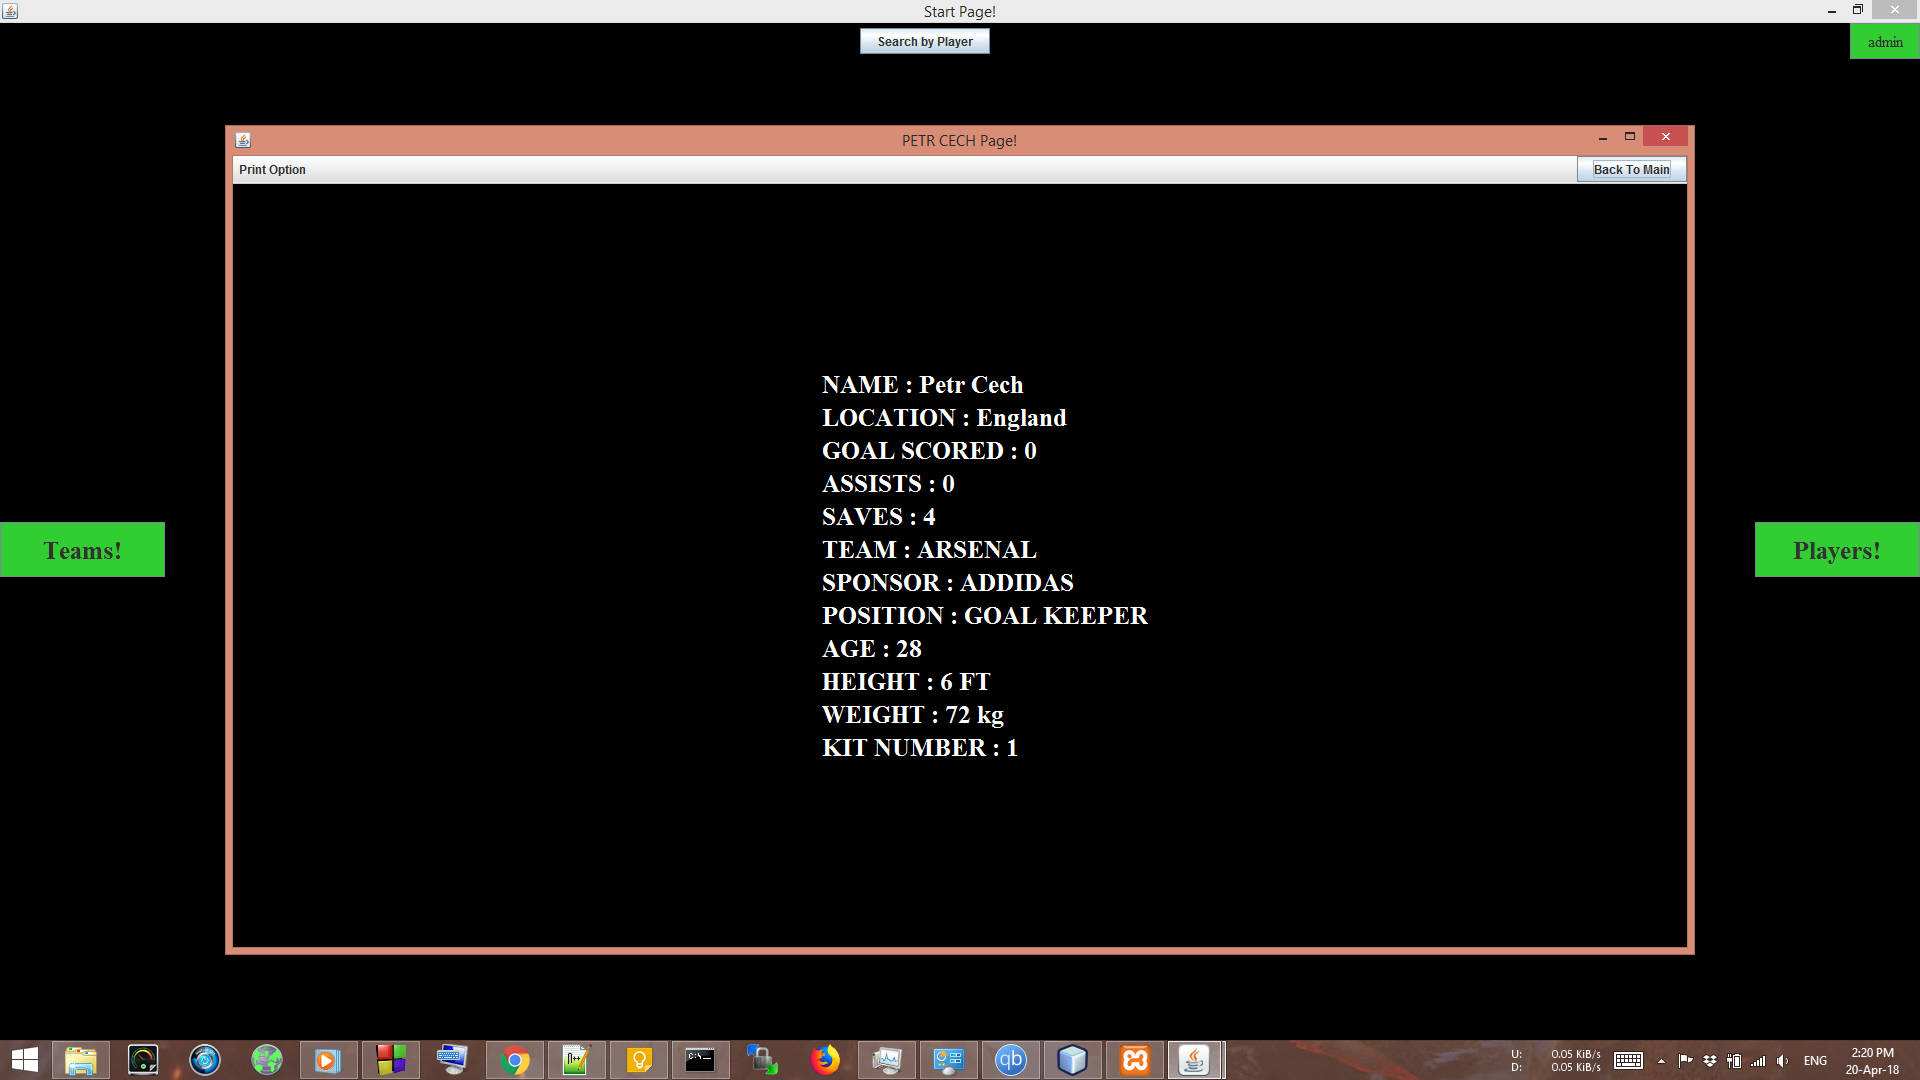 Start Page!
Search by Player
admin
PETR CECH Page!
Print Option
Back To Main
NAME : Petr Cech
LOCATION : England
GOAL SCORED : 0
ASSISTS : 0
SAVES : 4
TEAM : ARSENAL
Teams!
Players!
SPONSOR : ADDIDAS
POSITION : GOAL KEEPER
AGE : 28
HEIGHT : 6 FT
WEIGHT : 72 kg
KIT NUMBER : 1
N++
C:\_
qb
U: 0.05 KiB/s
D: 0.05 KiB/s
ENG
2:20 PM
20-Apr-18